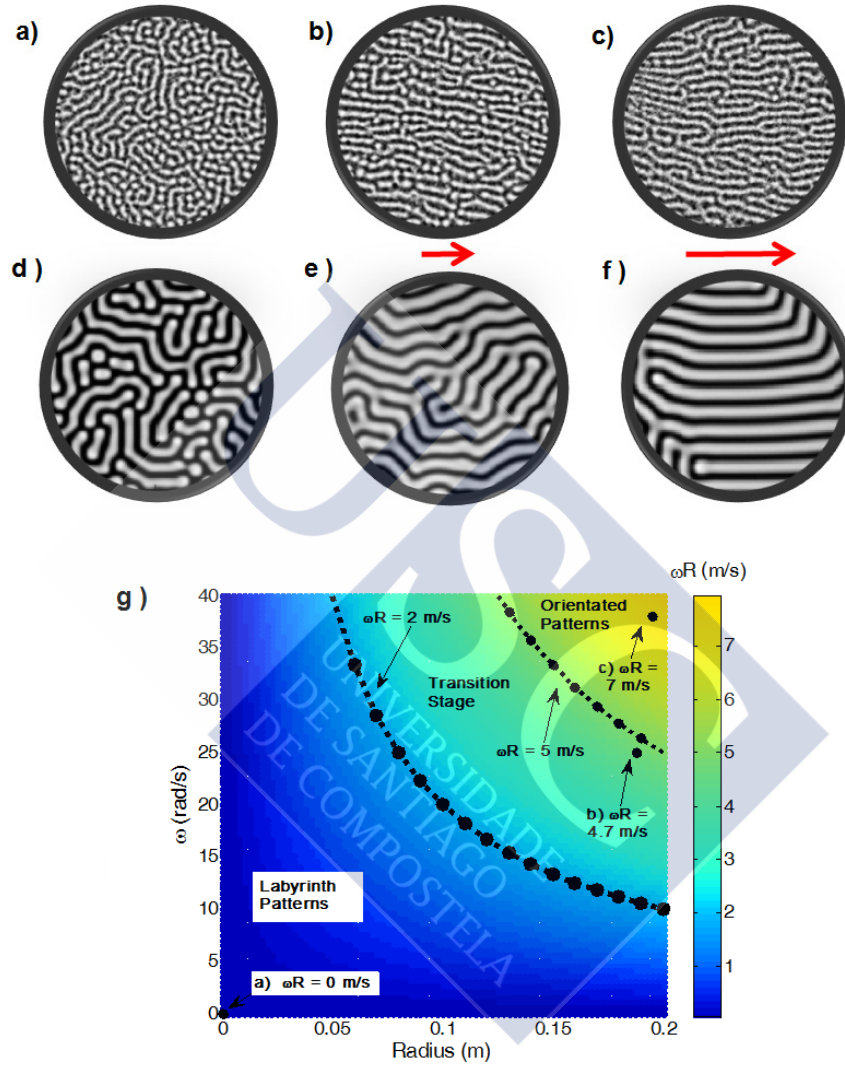 a)
b)
c)
d )
e )
f )
g )
ωR (m/s)
40
35
30
25
20
15
10
5
0
ω (rad/s)
ωR = 2 m/s
Orientated
Patterns
c) ωR =
7 m/s
Transition
Stage
ωR = 5 m/s
b) ωR =
4.7 m/s
Labyrinth
Patterns
a) ωR = 0 m/s
0
0.05
0.1
0.15
0.2
Radius (m)
7
6
5
4
3
2
1
USC
UNIVERSIDADE
DE SANTIAGO
DE COMPOSTELA